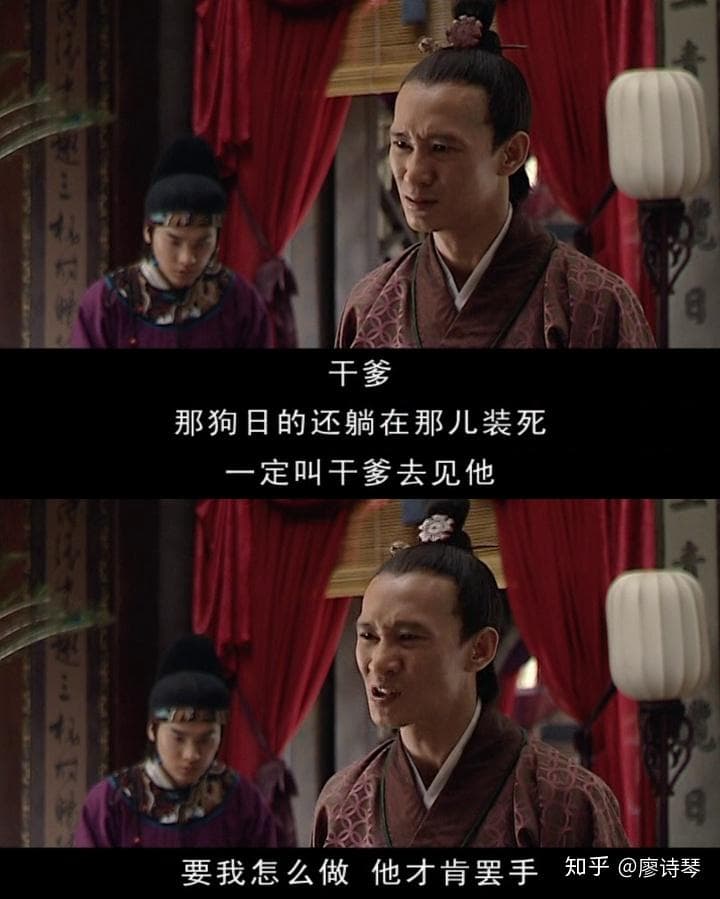 干爹
那狗日的还躺在那儿装死
一定叫干爹去见他
要我怎么做 他才肯罢手
知乎 @廖诗琴